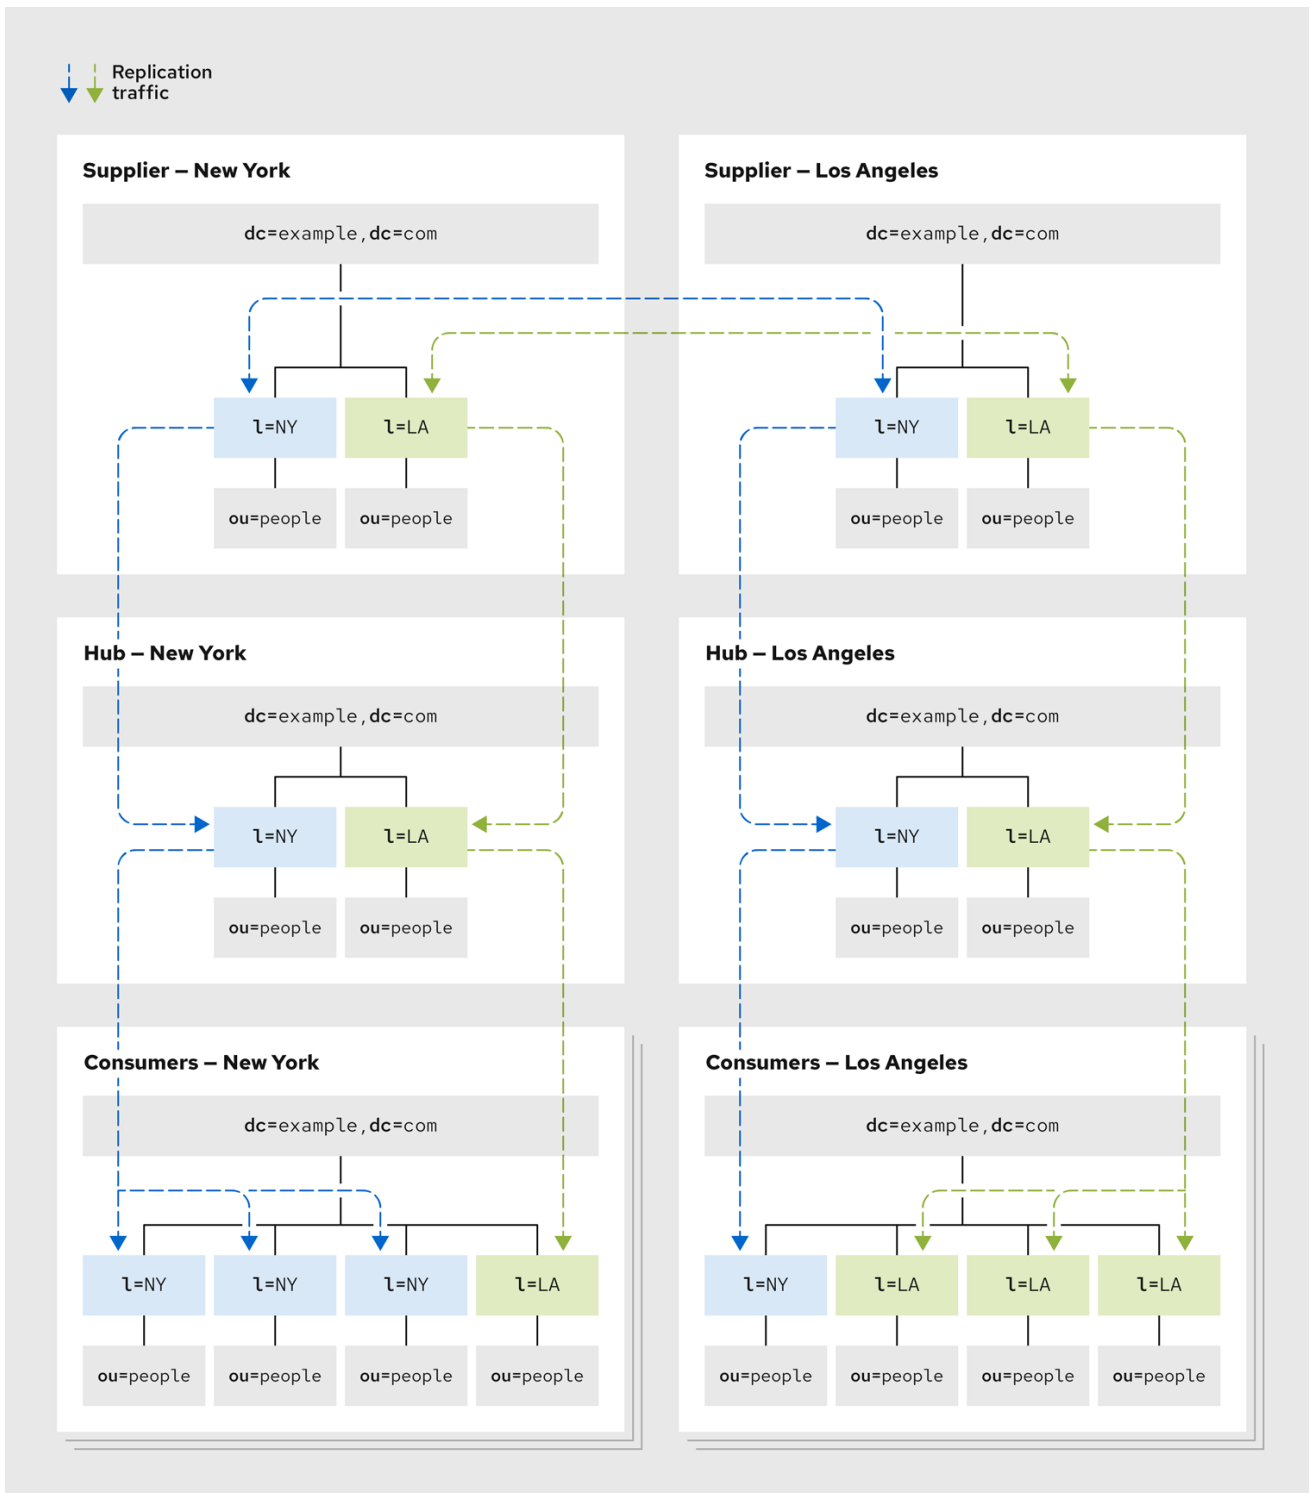 Replication
traffic
Supplier – New York
dc=example,dc=com
l=NY
l=LA
ou=people
ou=people
Supplier – Los Angeles
dc=example,dc=com
l=NY
l=LA
ou=people
ou=people
Hub – New York
dc=example,dc=com
l=NY
l=LA
ou=people
ou=people
Hub – Los Angeles
dc=example,dc=com
l=NY
l=LA
ou=people
ou=people
Consumers – New York
dc=example,dc=com
l=NY
l=NY
l=NY
l=LA
ou=people
ou=people
ou=people
ou=people
Consumers – Los Angeles
dc=example,dc=com
l=NY
l=LA
l=LA
l=LA
ou=people
ou=people
ou=people
ou=people